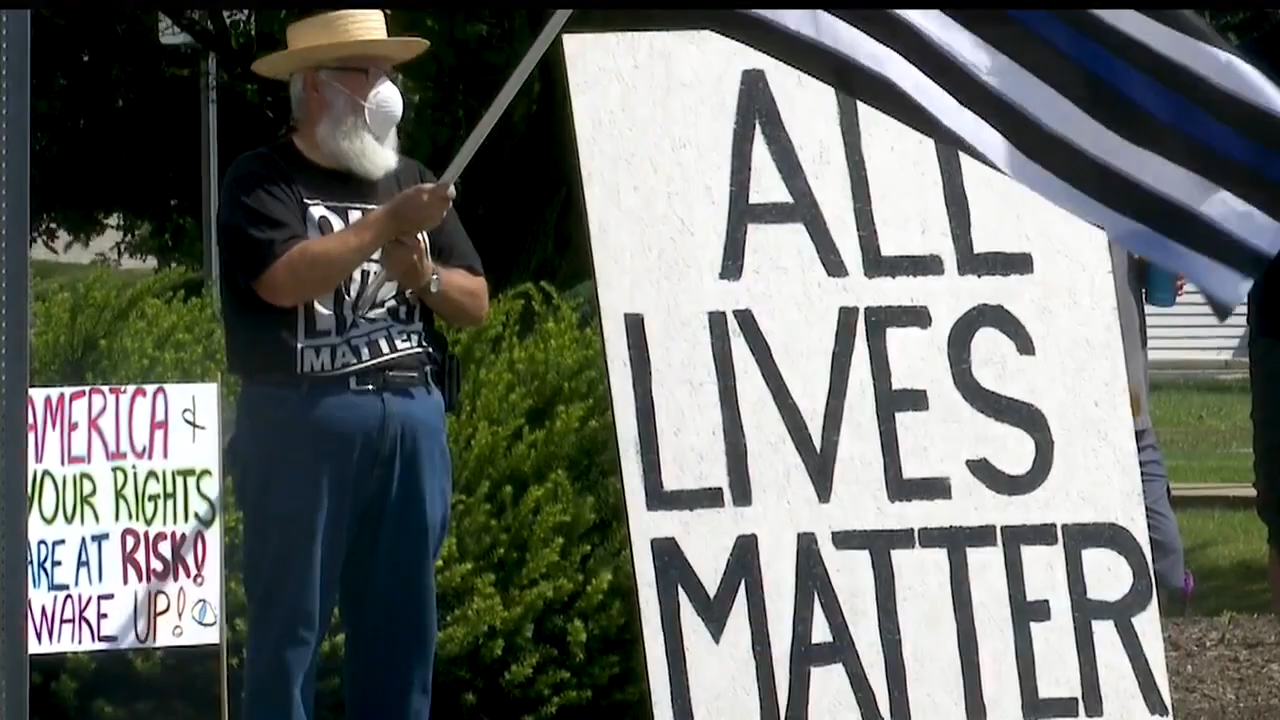 AMERICA &
YOUR RIGHTS
ARE AT RISK!
WAKE UP!
MATTER
ALL
LIVES
MATTER